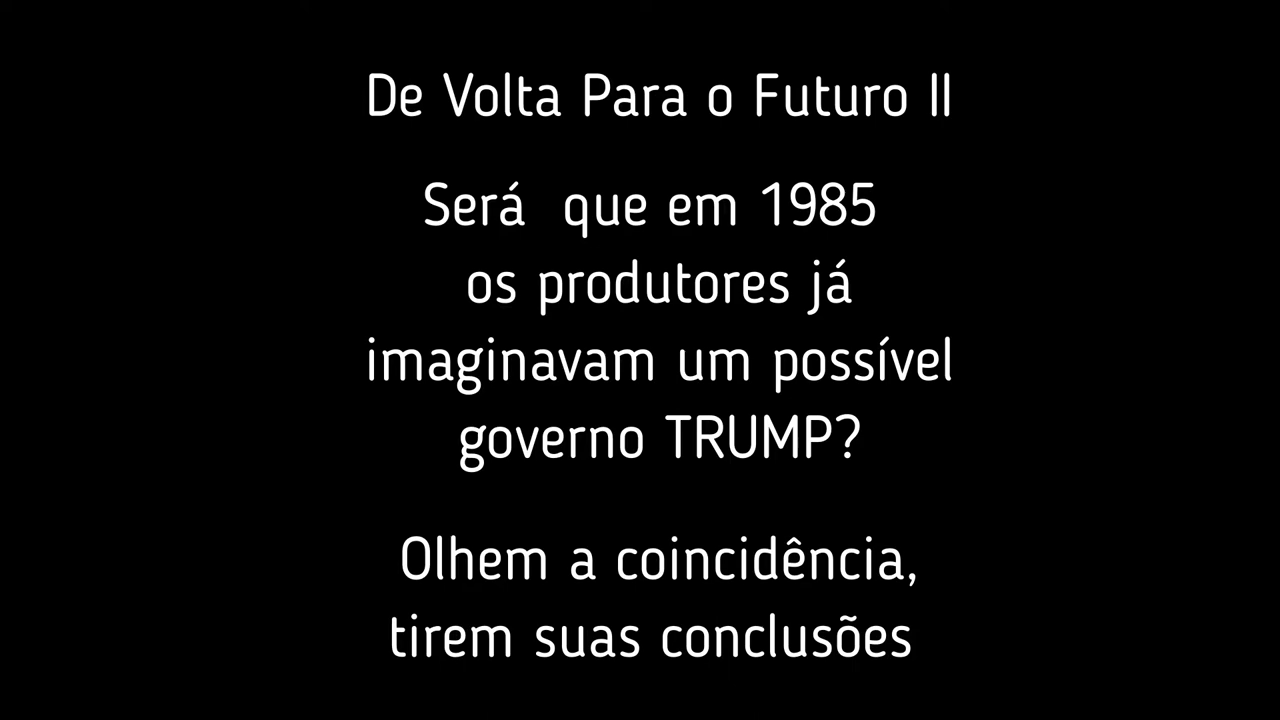 De Volta Para o Futuro II
Será que em 1985
os produtores já
imaginavam um possível
governo TRUMP?
Olhem a coincidência,
tirem suas conclusões